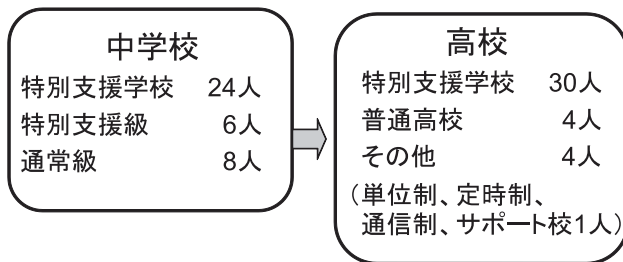 中学校
特別支援学校 24人
特別支援級 6人
通常級 8人
高校
特別支援学校 30人
普通高校 4人
その他 4人
(単位制、定時制、
通信制、サポート校1人)